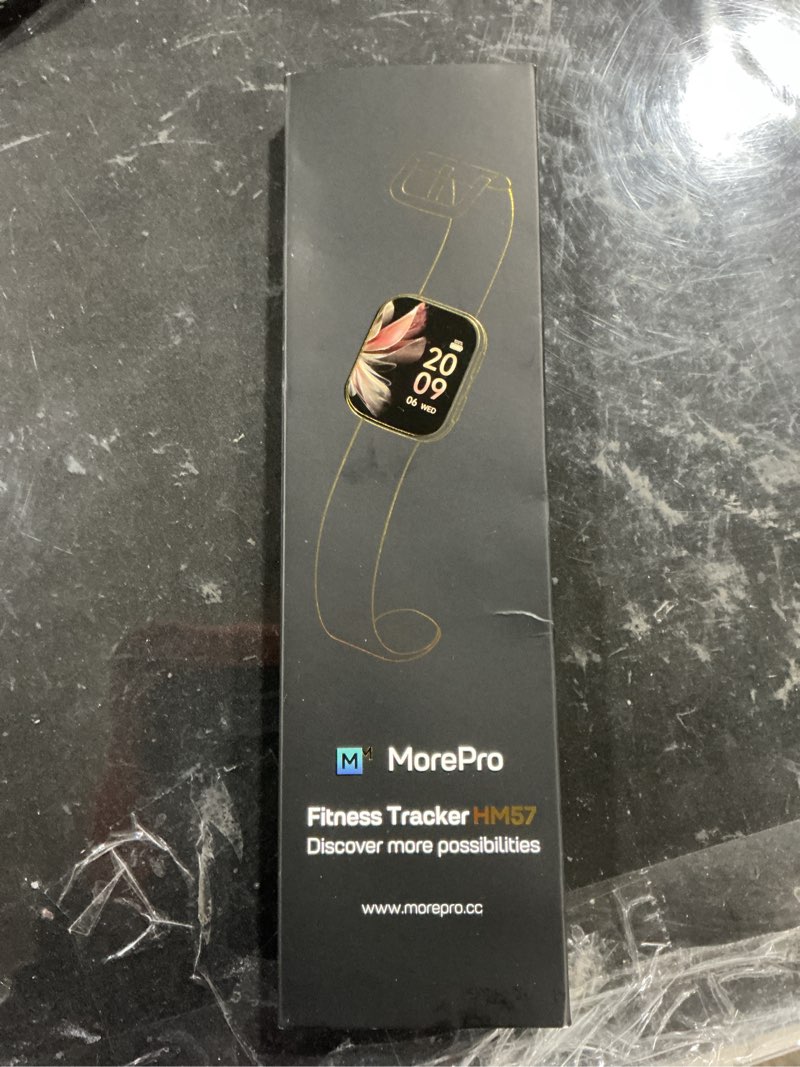 20
09
06 WED
M M MorePro
Fitness Tracker HM57
Discover more possibilities
www.morepro.cc